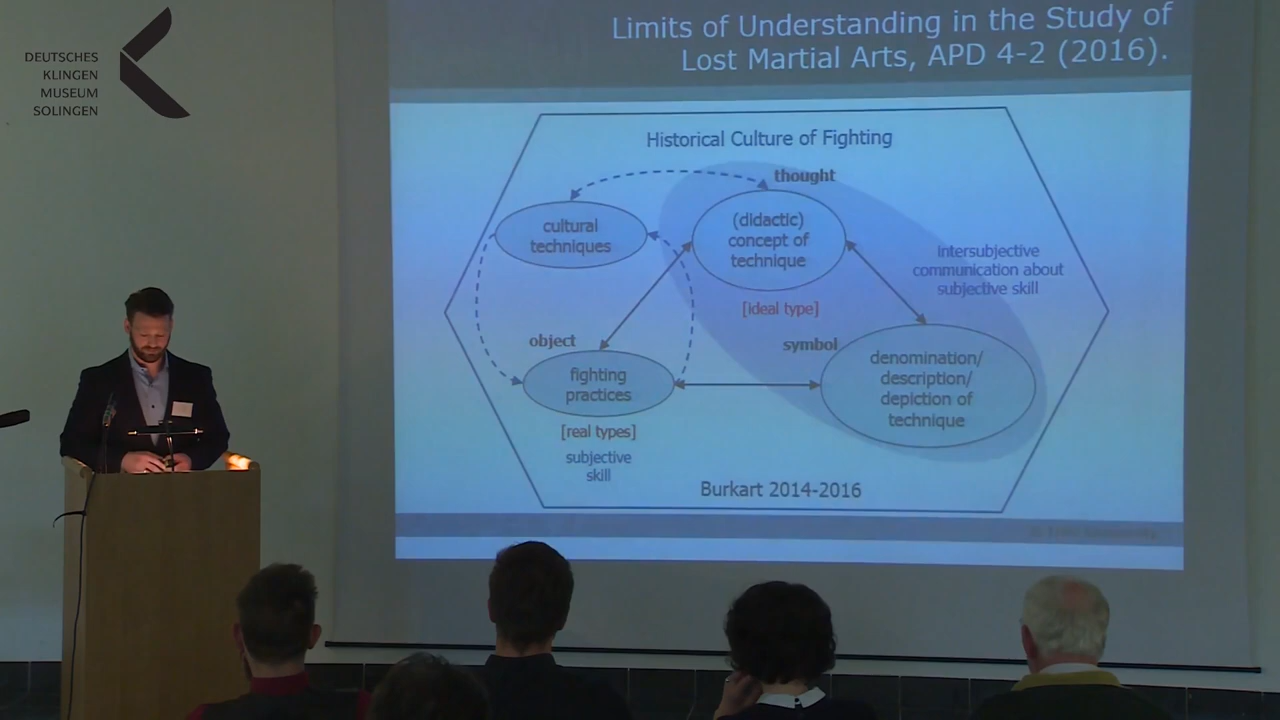 DEUTSCHES
KLINGEN
MUSEUM
SOLINGEN
Limits of Understanding in the Study of
Lost Martial Arts, APD 4-2 (2016).
Historical Culture of Fighting
thought
cultural
techniques
(didactic)
concept of
technique
intersubjective
communication about
subjective skill
[ideal type]
object
symbol
fighting
practices
denomination/
description/
depiction of
technique
[real types]
subjective
skill
Burkart 2014-2016